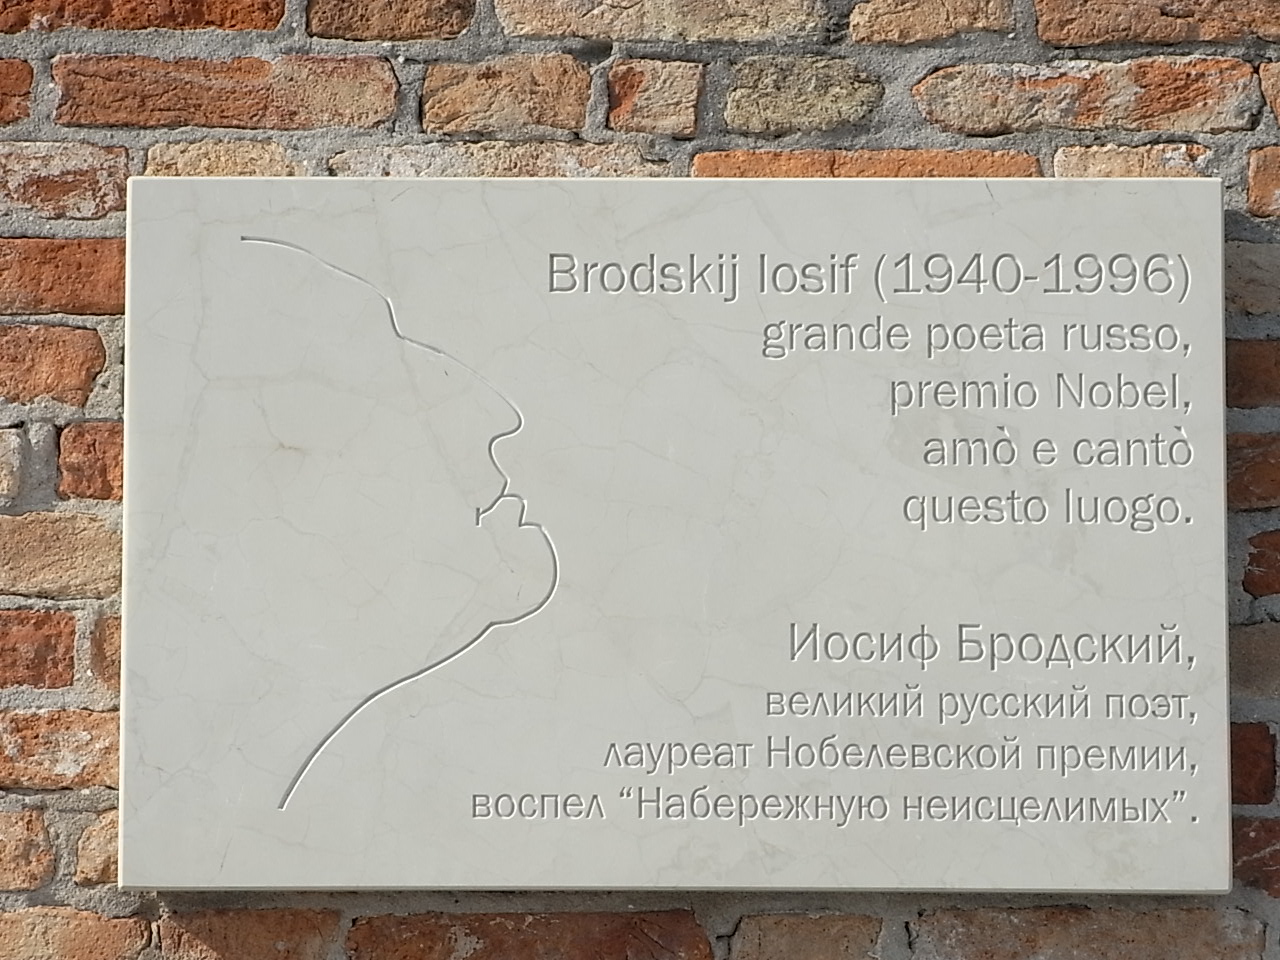 Brodskij Iosif (1940-1996)
grande poeta russo,
premio Nobel,
amò e cantò
questo luogo.
Иосиф Бродский,
великий русский поэт,
лауреат Нобелевской премии,
воспел “Набережную неисцелимых”.